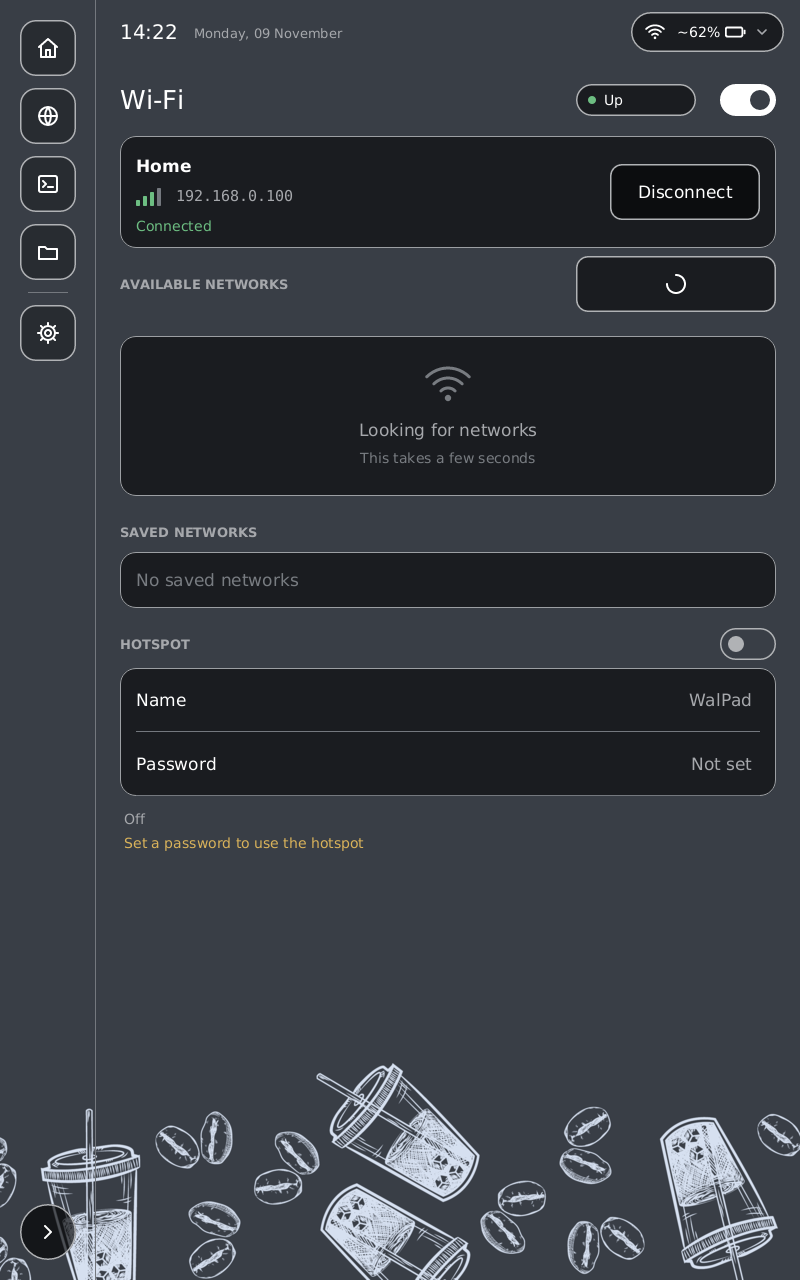 14:22 Monday, 09 November
~62%
Wi-Fi
Up
Home
192.168.0.100
Connected
Disconnect
AVAILABLE NETWORKS
Looking for networks
This takes a few seconds
SAVED NETWORKS
No saved networks
HOTSPOT
Name WalPad
Password Not set
Off
Set a password to use the hotspot